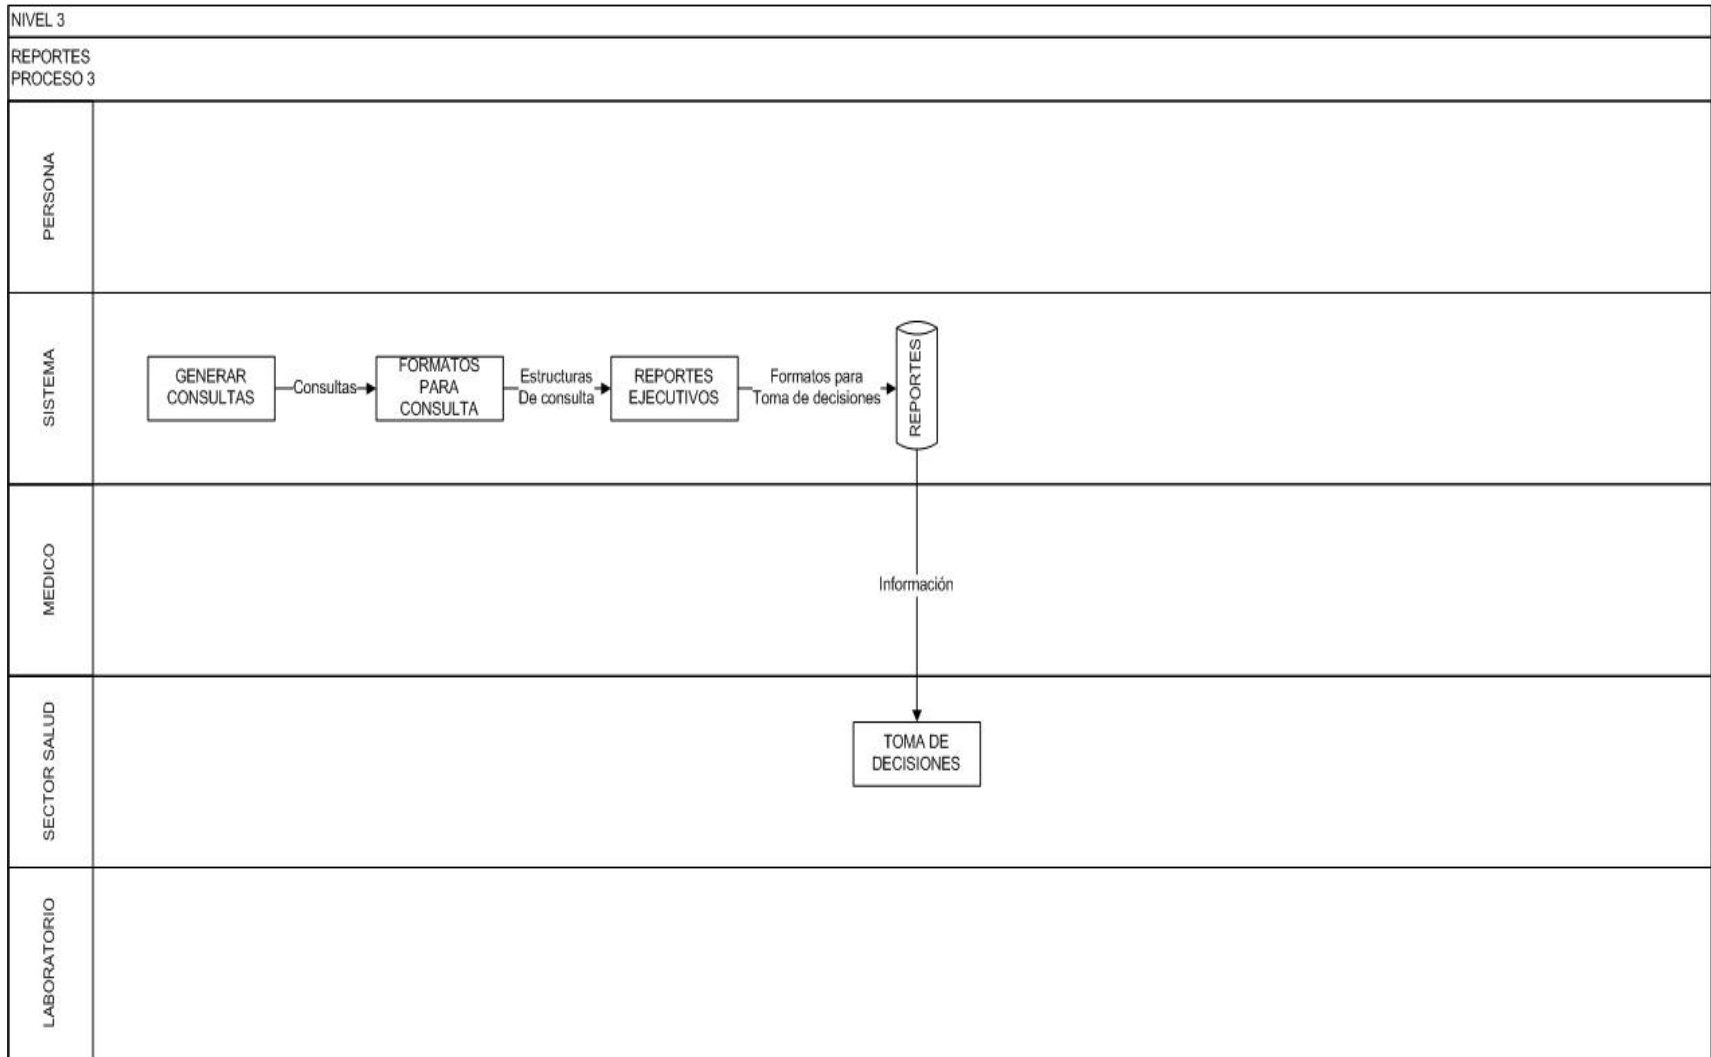 NIVEL 3
REPORTES
PROCESO 3
PERSONA
SISTEMA
GENERAR
CONSULTAS
Consultas
FORMATOS
PARA
CONSULTA
Estructuras
De consulta
REPORTES
EJECUTIVOS
Formatos para
Toma de decisiones
REPORTES
MEDICO
Información
SECTOR SALUD
TOMA DE
DECISIONES
LABORATORIO